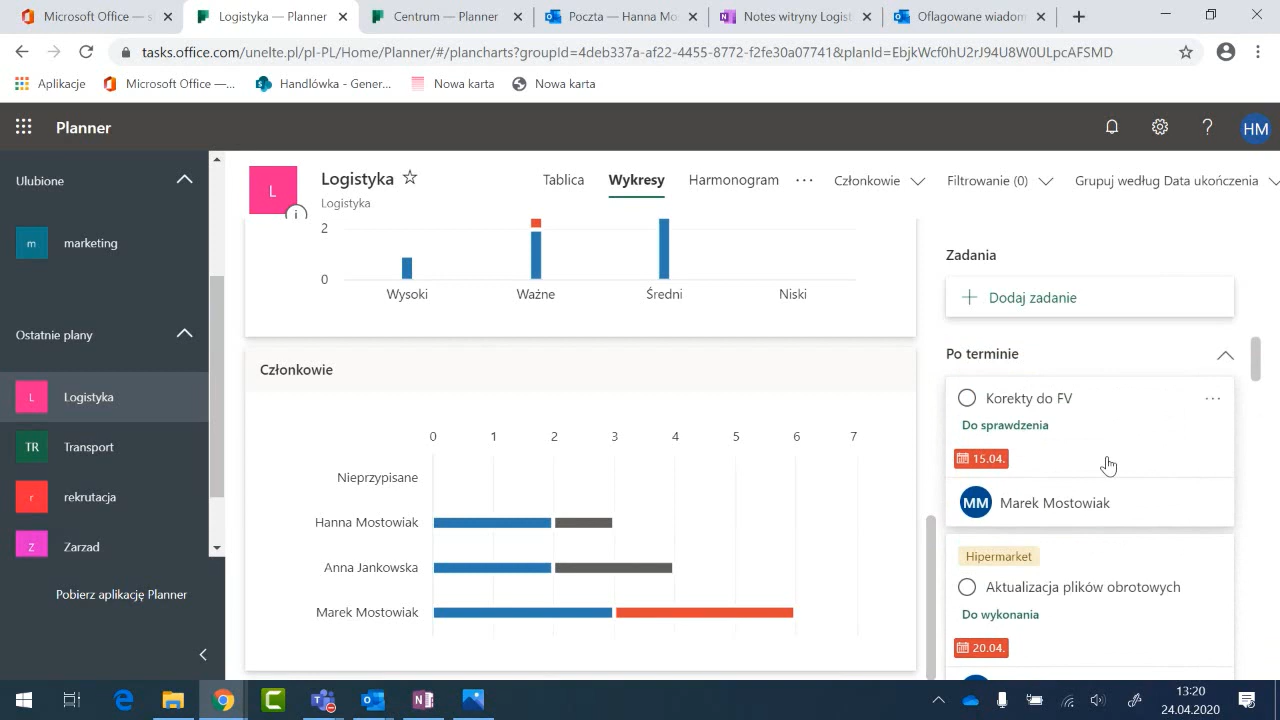 Microsoft Office — s
Logistyka — Planner
Centrum — Planner
Poczta — Hanna Mo
Notes witryny Logist
Oflagowane wiadom
tasks.office.com/unelte.pl/pl-PL/Home/Planner/#/plancharts?groupId=4deb337a-af22-4455-8772-f2fe30a07741&planId=EbjkWcf0hU2rJ94U8W0ULpcAFSMD
Aplikacje
Microsoft Office —...
Handlówka - Gener...
Nowa karta
Nowa karta
Planner
HM
Ulubione
m marketing
Ostatnie plany
L Logistyka
TR Transport
r rekrutacja
Z Zarzad
Pobierz aplikację Planner
L
Logistyka
Logistyka
Tablica
Wykresy
Harmonogram
Członkowie
Filtrowanie (0)
Grupuj według Data ukończenia
2
0
Wysoki Ważne Średni Niski
Członkowie
0 1 2 3 4 5 6 7
Nieprzypisane
Hanna Mostowiak
Anna Jankowska
Marek Mostowiak
Zadania
Dodaj zadanie
Po terminie
Korekty do FV
Do sprawdzenia
15.04.
MM Marek Mostowiak
Hipermarket
Aktualizacja plików obrotowych
Do wykonania
20.04.
13:20
24.04.2020